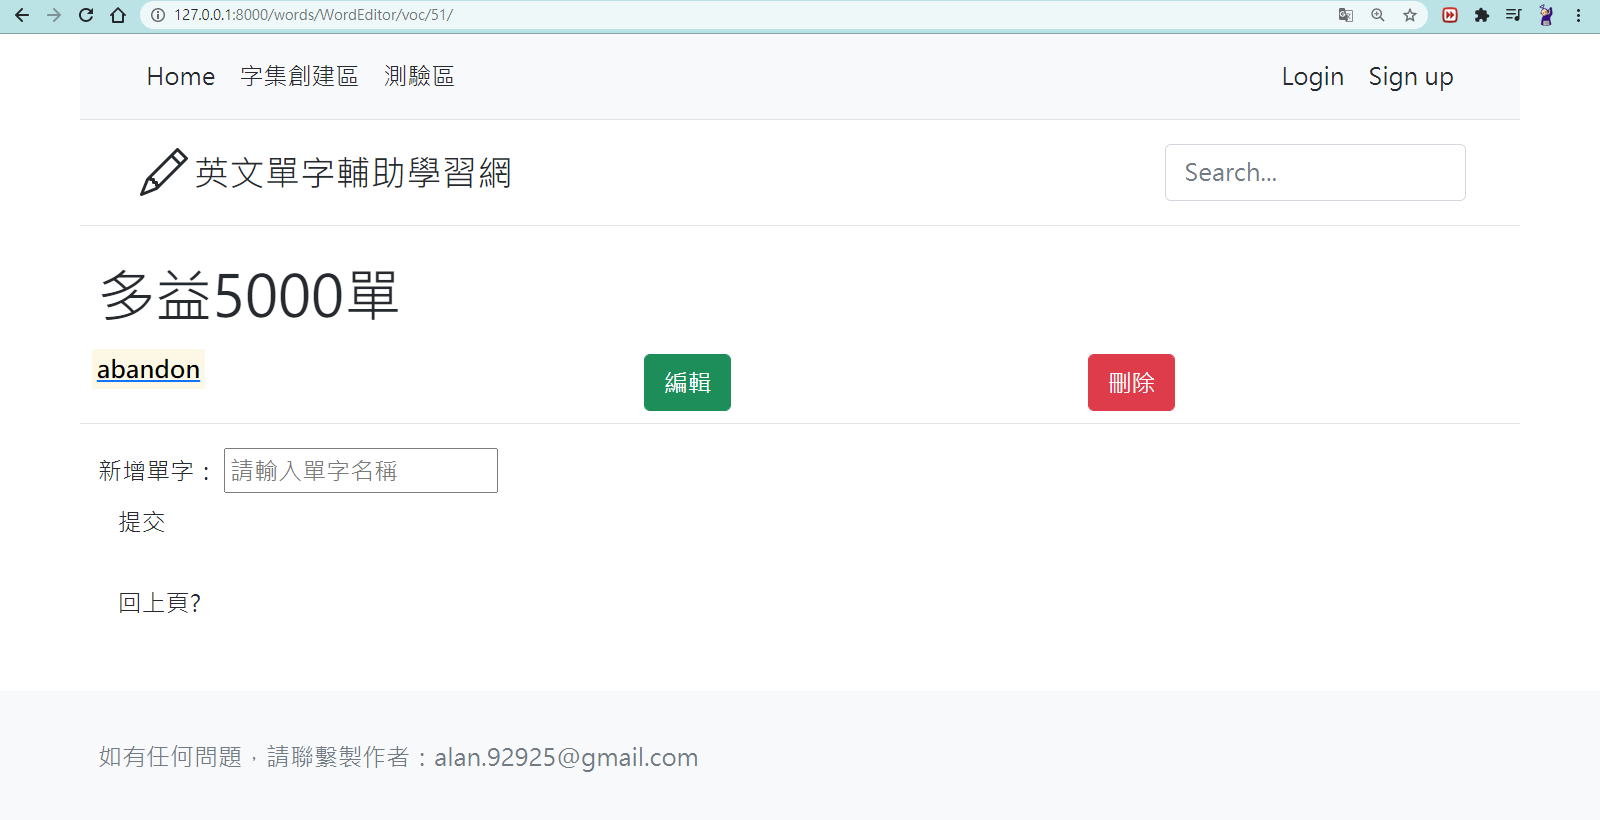 127.0.0.1:8000/words/WordEditor/voc/51/
Home 字集創建區 測驗區 Login Sign up
英文單字輔助學習網 Search...
多益5000單
abandon 編輯 刪除
新增單字： 請輸入單字名稱
提交
回上頁?
如有任何問題，請聯繫製作者：alan.92925@gmail.com